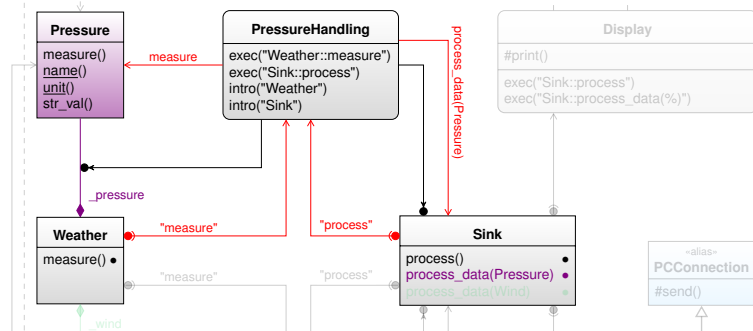 Pressure
measure()
name()
unit()
str_val()
measure
PressureHandling
exec("Weather::measure")
exec("Sink::process")
intro("Weather")
intro("Sink")
process_data(Pressure)
Display
#print()
exec("Sink::process")
exec("Sink::process_data(%)")
_pressure
Weather
measure()
"measure"
"process"
Sink
process()
process_data(Pressure)
process_data(Wind)
"measure"
"process"
«alias»
PCConnection
#send()
_wind